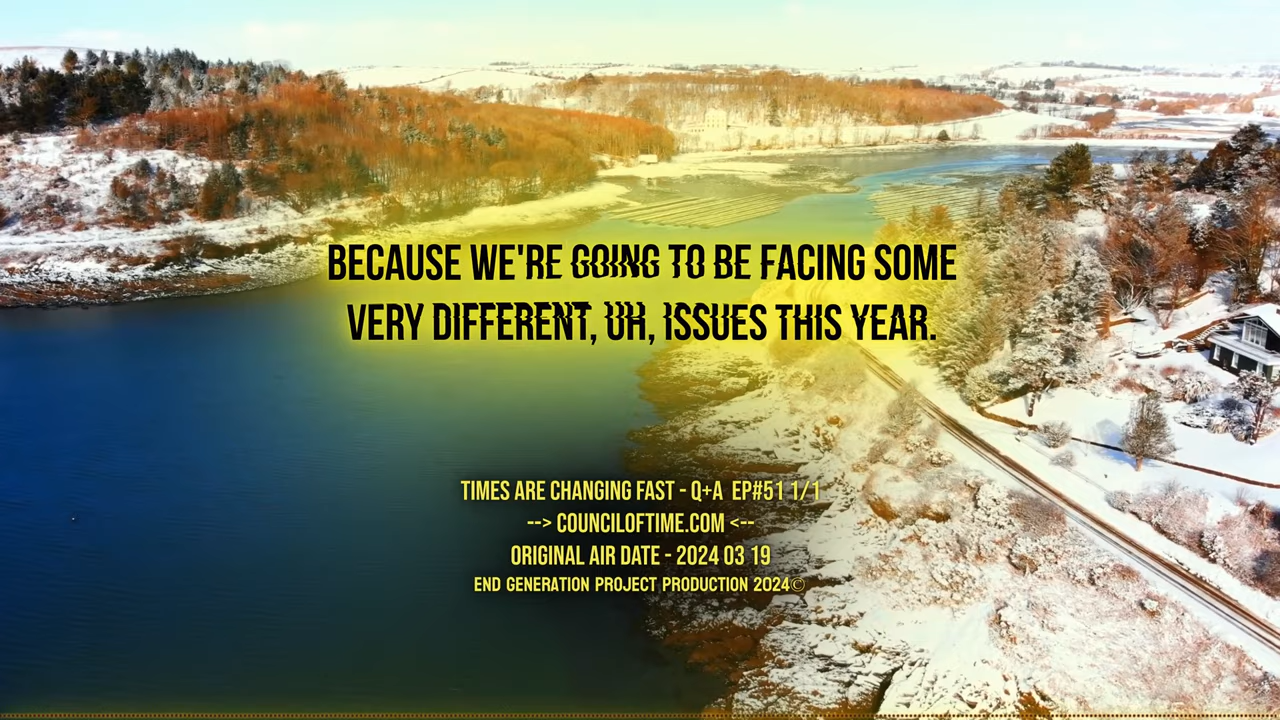 BECAUSE WE'RE GOING TO BE FACING SOME
VERY DIFFERENT, UH, ISSUES THIS YEAR.
TIMES ARE CHANGING FAST - Q+A EP#51 1/1
--> COUNCILOFTIME.COM <--
ORIGINAL AIR DATE - 2024 03 19
END GENERATION PROJECT PRODUCTION 2024©